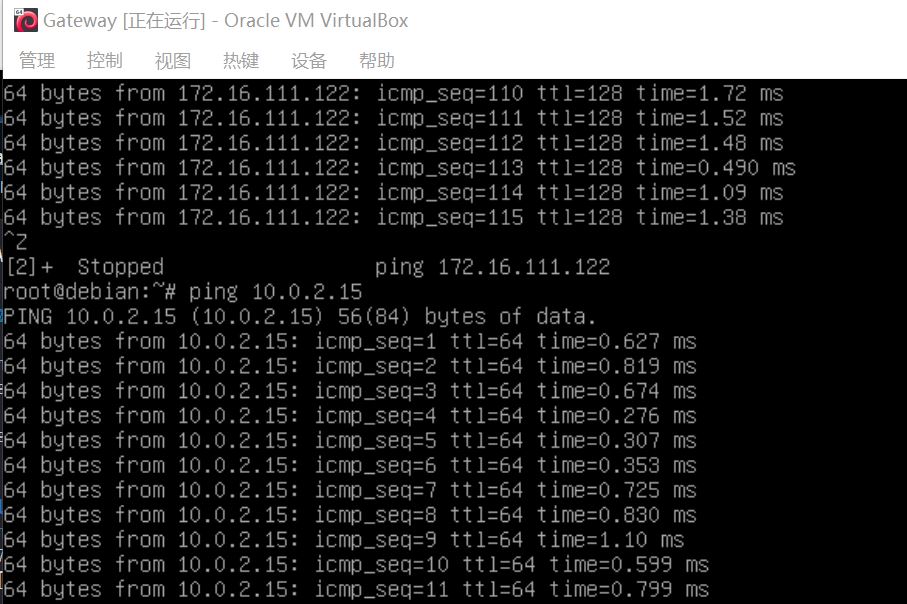 64
Gateway [正在运行] - Oracle VM VirtualBox
管理 控制 视图 热键 设备 帮助
64 bytes from 172.16.111.122: icmp_seq=110 ttl=128 time=1.72 ms
64 bytes from 172.16.111.122: icmp_seq=111 ttl=128 time=1.52 ms
64 bytes from 172.16.111.122: icmp_seq=112 ttl=128 time=1.48 ms
64 bytes from 172.16.111.122: icmp_seq=113 ttl=128 time=0.490 ms
64 bytes from 172.16.111.122: icmp_seq=114 ttl=128 time=1.09 ms
64 bytes from 172.16.111.122: icmp_seq=115 ttl=128 time=1.38 ms
^Z
[2]+  Stopped                 ping 172.16.111.122
root@debian:~# ping 10.0.2.15
PING 10.0.2.15 (10.0.2.15) 56(84) bytes of data.
64 bytes from 10.0.2.15: icmp_seq=1 ttl=64 time=0.627 ms
64 bytes from 10.0.2.15: icmp_seq=2 ttl=64 time=0.819 ms
64 bytes from 10.0.2.15: icmp_seq=3 ttl=64 time=0.674 ms
64 bytes from 10.0.2.15: icmp_seq=4 ttl=64 time=0.276 ms
64 bytes from 10.0.2.15: icmp_seq=5 ttl=64 time=0.307 ms
64 bytes from 10.0.2.15: icmp_seq=6 ttl=64 time=0.353 ms
64 bytes from 10.0.2.15: icmp_seq=7 ttl=64 time=0.725 ms
64 bytes from 10.0.2.15: icmp_seq=8 ttl=64 time=0.830 ms
64 bytes from 10.0.2.15: icmp_seq=9 ttl=64 time=1.10 ms
64 bytes from 10.0.2.15: icmp_seq=10 ttl=64 time=0.599 ms
64 bytes from 10.0.2.15: icmp_seq=11 ttl=64 time=0.799 ms